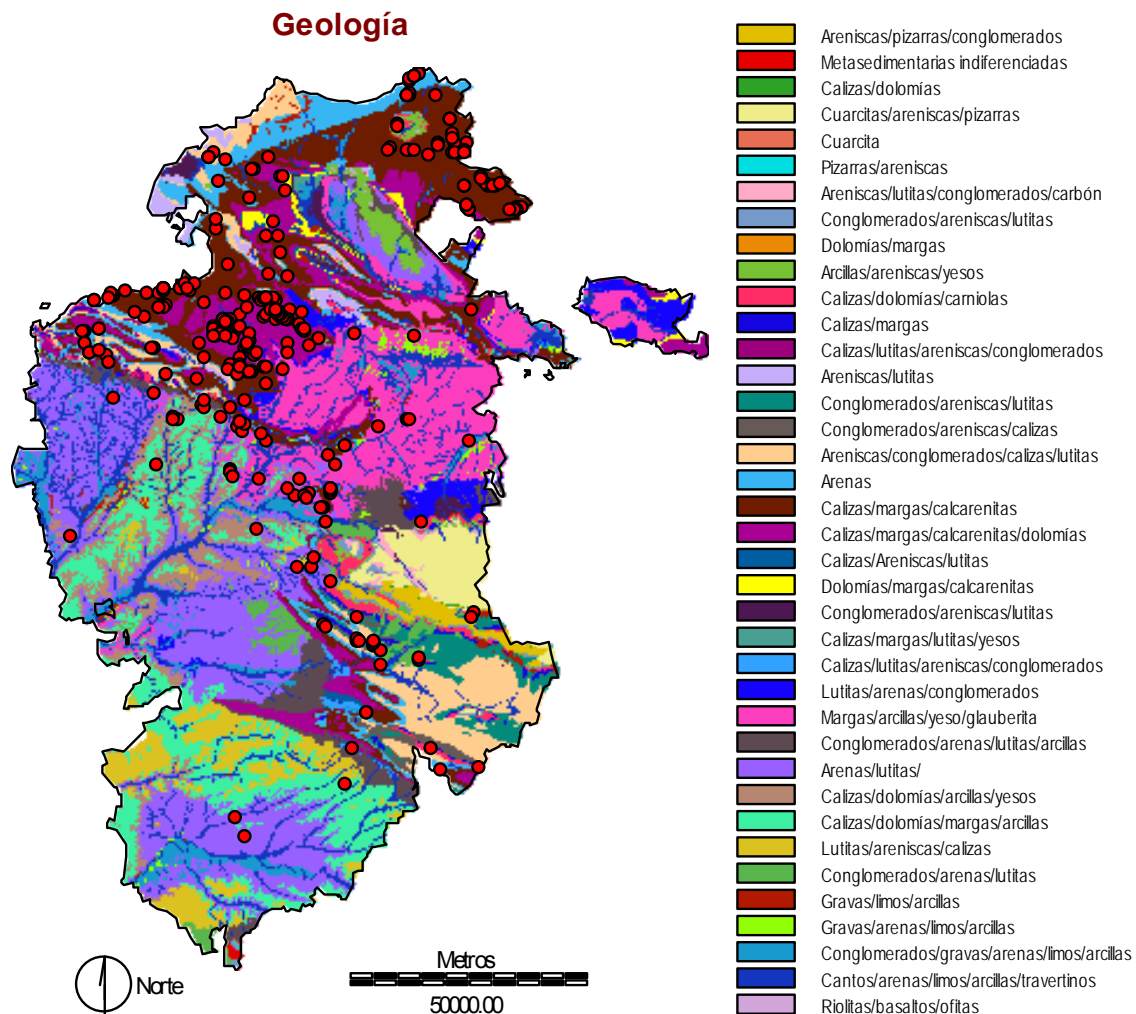 Geología
Areniscas/pizarras/conglomerados
Metasedimentarias indiferenciadas
Calizas/dolomías
Cuarcitas/areniscas/pizarras
Cuarcita
Pizarras/areniscas
Areniscas/lutitas/conglomerados/carbón
Conglomerados/areniscas/lutitas
Dolomías/margas
Arcillas/areniscas/yesos
Calizas/dolomías/carniolas
Calizas/margas
Calizas/lutitas/areniscas/conglomerados
Areniscas/lutitas
Conglomerados/areniscas/lutitas
Conglomerados/areniscas/calizas
Areniscas/conglomerados/calizas/lutitas
Arenas
Calizas/margas/calcarenitas
Calizas/margas/calcarenitas/dolomías
Calizas/Areniscas/lutitas
Dolomías/margas/calcarenitas
Conglomerados/areniscas/lutitas
Calizas/margas/lutitas/yesos
Calizas/lutitas/areniscas/conglomerados
Lutitas/arenas/conglomerados
Margas/arcillas/yeso/glauberita
Conglomerados/arenas/lutitas/arcillas
Arenas/lutitas/
Calizas/dolomías/arcillas/yesos
Calizas/dolomías/margas/arcillas
Lutitas/areniscas/calizas
Conglomerados/arenas/lutitas
Gravas/limos/arcillas
Gravas/arenas/limos/arcillas
Conglomerados/gravas/arenas/limos/arcillas
Cantos/arenas/limos/arcillas/travertinos
Riolitas/basaltos/ofitas
Norte
Metros
50000.00